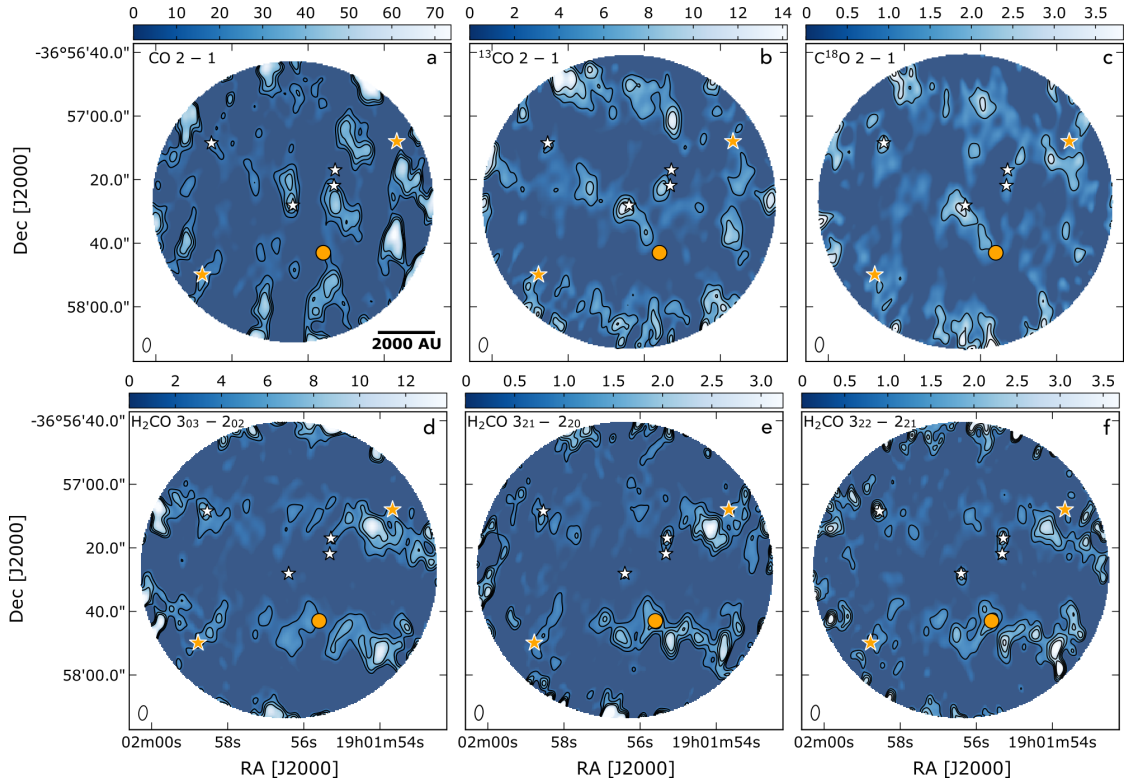 0 10 20 30 40 50 60 70
0 2 4 6 8 10 12 14
0.0 0.5 1.0 1.5 2.0 2.5 3.0 3.5
CO 2 − 1 a
¹³CO 2 − 1 b
C¹⁸O 2 − 1 c
-36°56'40.0"
57'00.0"
20.0"
40.0"
58'00.0"
Dec [J2000]
2000 AU
0 2 4 6 8 10 12
0.0 0.5 1.0 1.5 2.0 2.5 3.0
0.0 0.5 1.0 1.5 2.0 2.5 3.0 3.5
H₂CO 3₀₃ − 2₀₂ d
H₂CO 3₂₁ − 2₂₀ e
H₂CO 3₂₂ − 2₂₁ f
-36°56'40.0"
57'00.0"
20.0"
40.0"
58'00.0"
Dec [J2000]
02m00s 58s 56s 19h01m54s
02m00s 58s 56s 19h01m54s
02m00s 58s 56s 19h01m54s
RA [J2000]
RA [J2000]
RA [J2000]